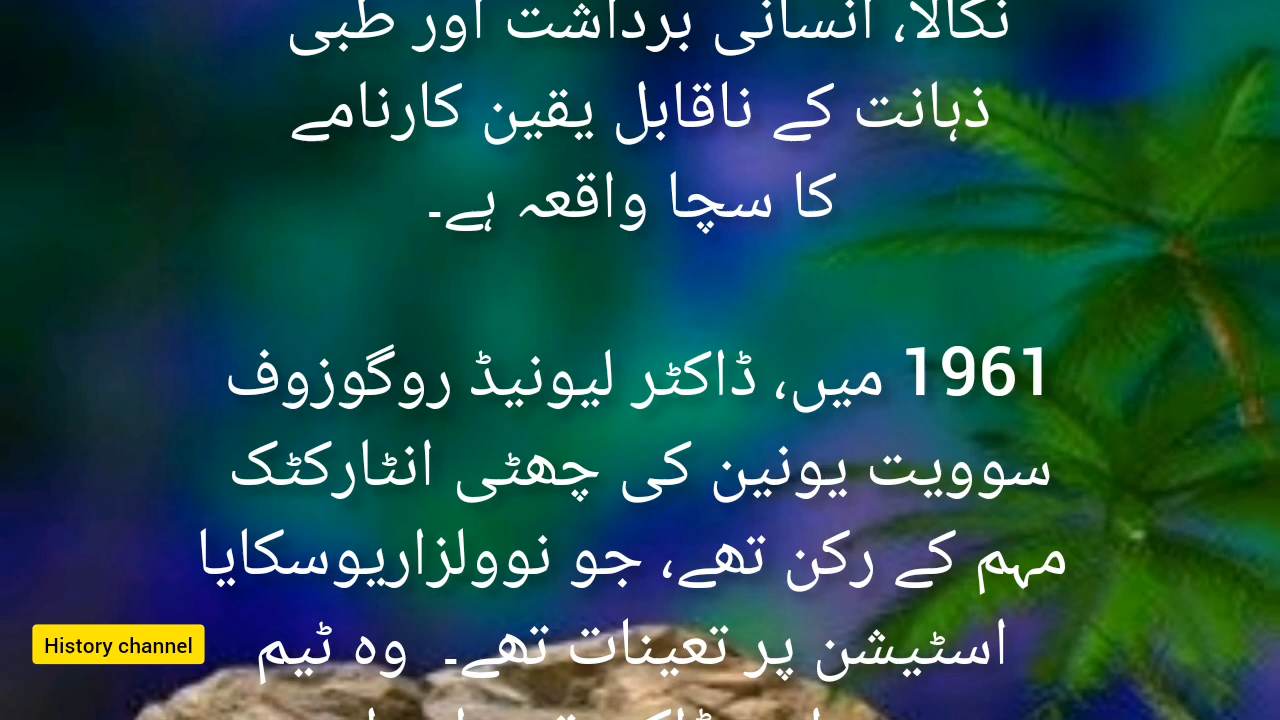 نکالا، انسانی برداشت اور طبی
ذہانت کے ناقابل یقین کارنامے
کا سچا واقعہ ہے۔
1961 میں، ڈاکٹر لیونیڈ روگوزوف
سوویت یونین کی چھٹی انٹارکٹک
مہم کے رکن تھے، جو نوولزاریوسکایا
اسٹیشن پر تعینات تھے۔ وہ ٹیم
History channel